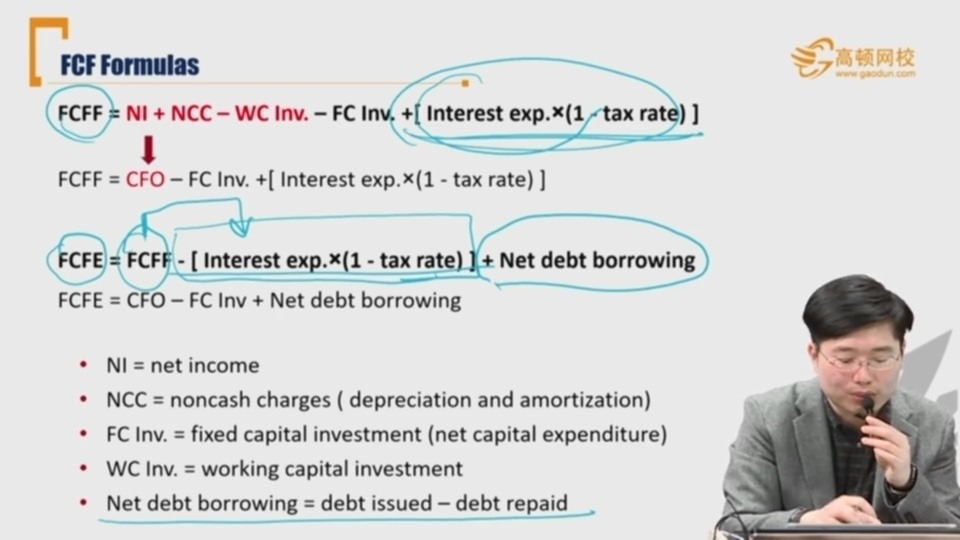 FCF Formulas
高顿网校
www.gaodun.com
FCFF = NI + NCC – WC Inv. – FC Inv. +[ Interest exp.×(1 - tax rate) ]
FCFF = CFO – FC Inv. +[ Interest exp.×(1 - tax rate) ]
FCFE = FCFF - [ Interest exp.×(1 - tax rate) ] + Net debt borrowing
FCFE = CFO – FC Inv + Net debt borrowing
• NI = net income
• NCC = noncash charges ( depreciation and amortization)
• FC Inv. = fixed capital investment (net capital expenditure)
• WC Inv. = working capital investment
• Net debt borrowing = debt issued – debt repaid